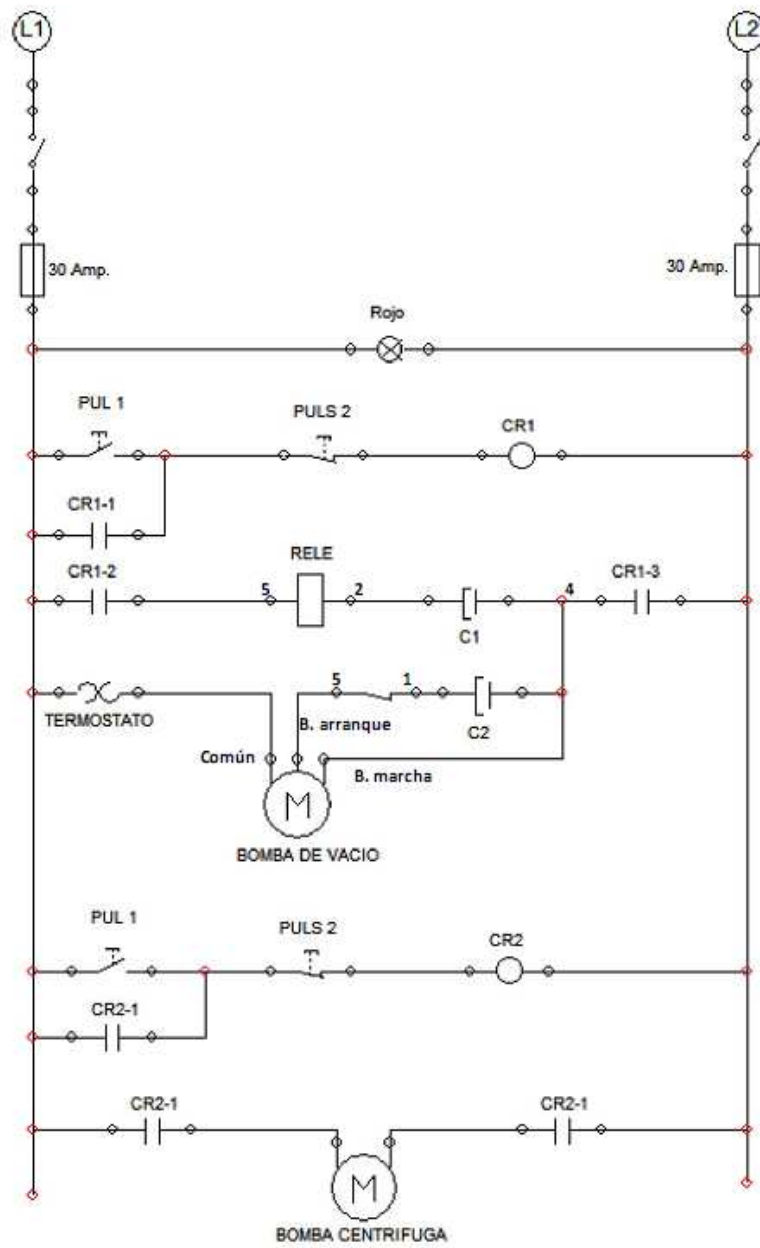 L1 L2
30 Amp. 30 Amp.
Rojo
PUL 1 PULS 2 CR1
CR1-1
CR1-2 RELE CR1-3
5 2 4
C1
5 1
TERMOSTATO B. arranque C2
Común B. marcha
M
BOMBA DE VACIO
PUL 1 PULS 2 CR2
CR2-1
CR2-1 CR2-1
M
BOMBA CENTRIFUGA